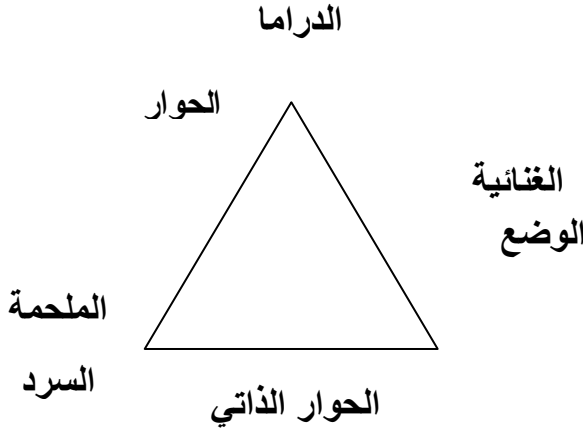 الدراما
الحوار
الغنائية
الوضع
الملحمة
السرد
الحوار الذاتي